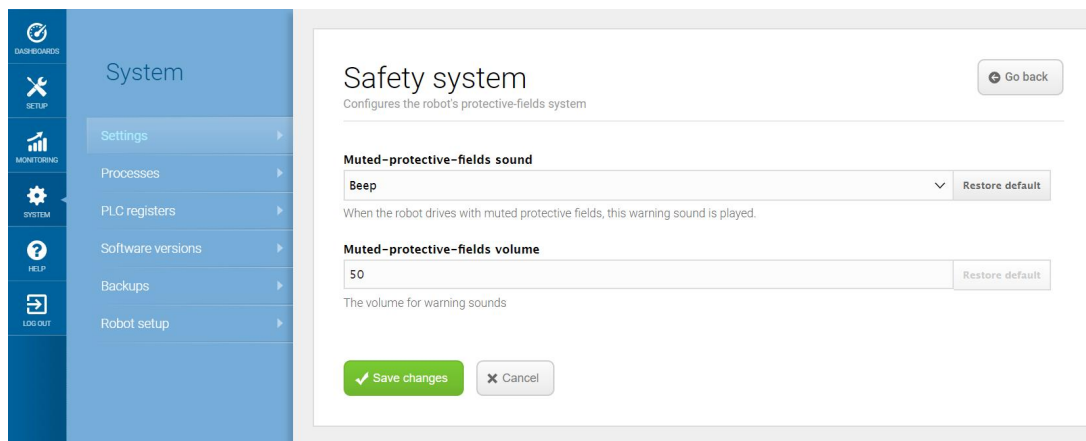 DASHBOARDS
SETUP
MONITORING
SYSTEM
HELP
LOG OUT
System
Settings
Processes
PLC registers
Software versions
Backups
Robot setup
Safety system
Go back
Configures the robot's protective-fields system
Muted-protective-fields sound
Beep
Restore default
When the robot drives with muted protective fields, this warning sound is played.
Muted-protective-fields volume
50
Restore default
The volume for warning sounds
Save changes
Cancel